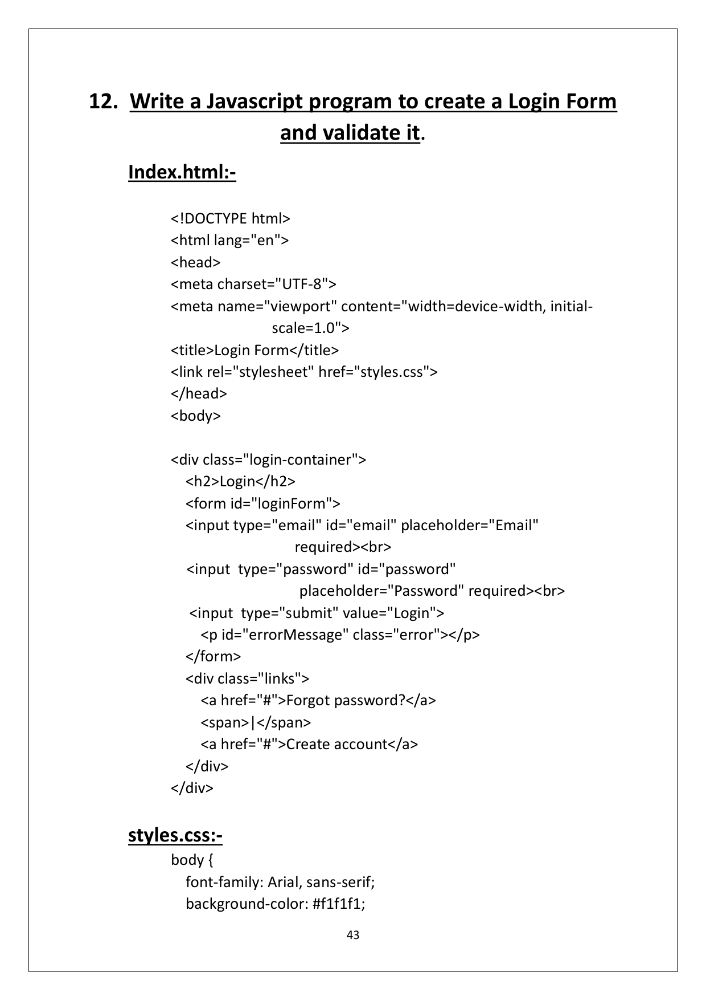 12. Write a Javascript program to create a Login Form
and validate it.
Index.html:-
<!DOCTYPE html>
<html lang="en">
<head>
<meta charset="UTF-8">
<meta name="viewport" content="width=device-width, initial-
scale=1.0">
<title>Login Form</title>
<link rel="stylesheet" href="styles.css">
</head>
<body>
<div class="login-container">
<h2>Login</h2>
<form id="loginForm">
<input type="email" id="email" placeholder="Email"
required><br>
<input type="password" id="password"
placeholder="Password" required><br>
<input type="submit" value="Login">
<p id="errorMessage" class="error"></p>
</form>
<div class="links">
<a href="#">Forgot password?</a>
<span>|</span>
<a href="#">Create account</a>
</div>
</div>
styles.css:-
body {
font-family: Arial, sans-serif;
background-color: #f1f1f1;
43